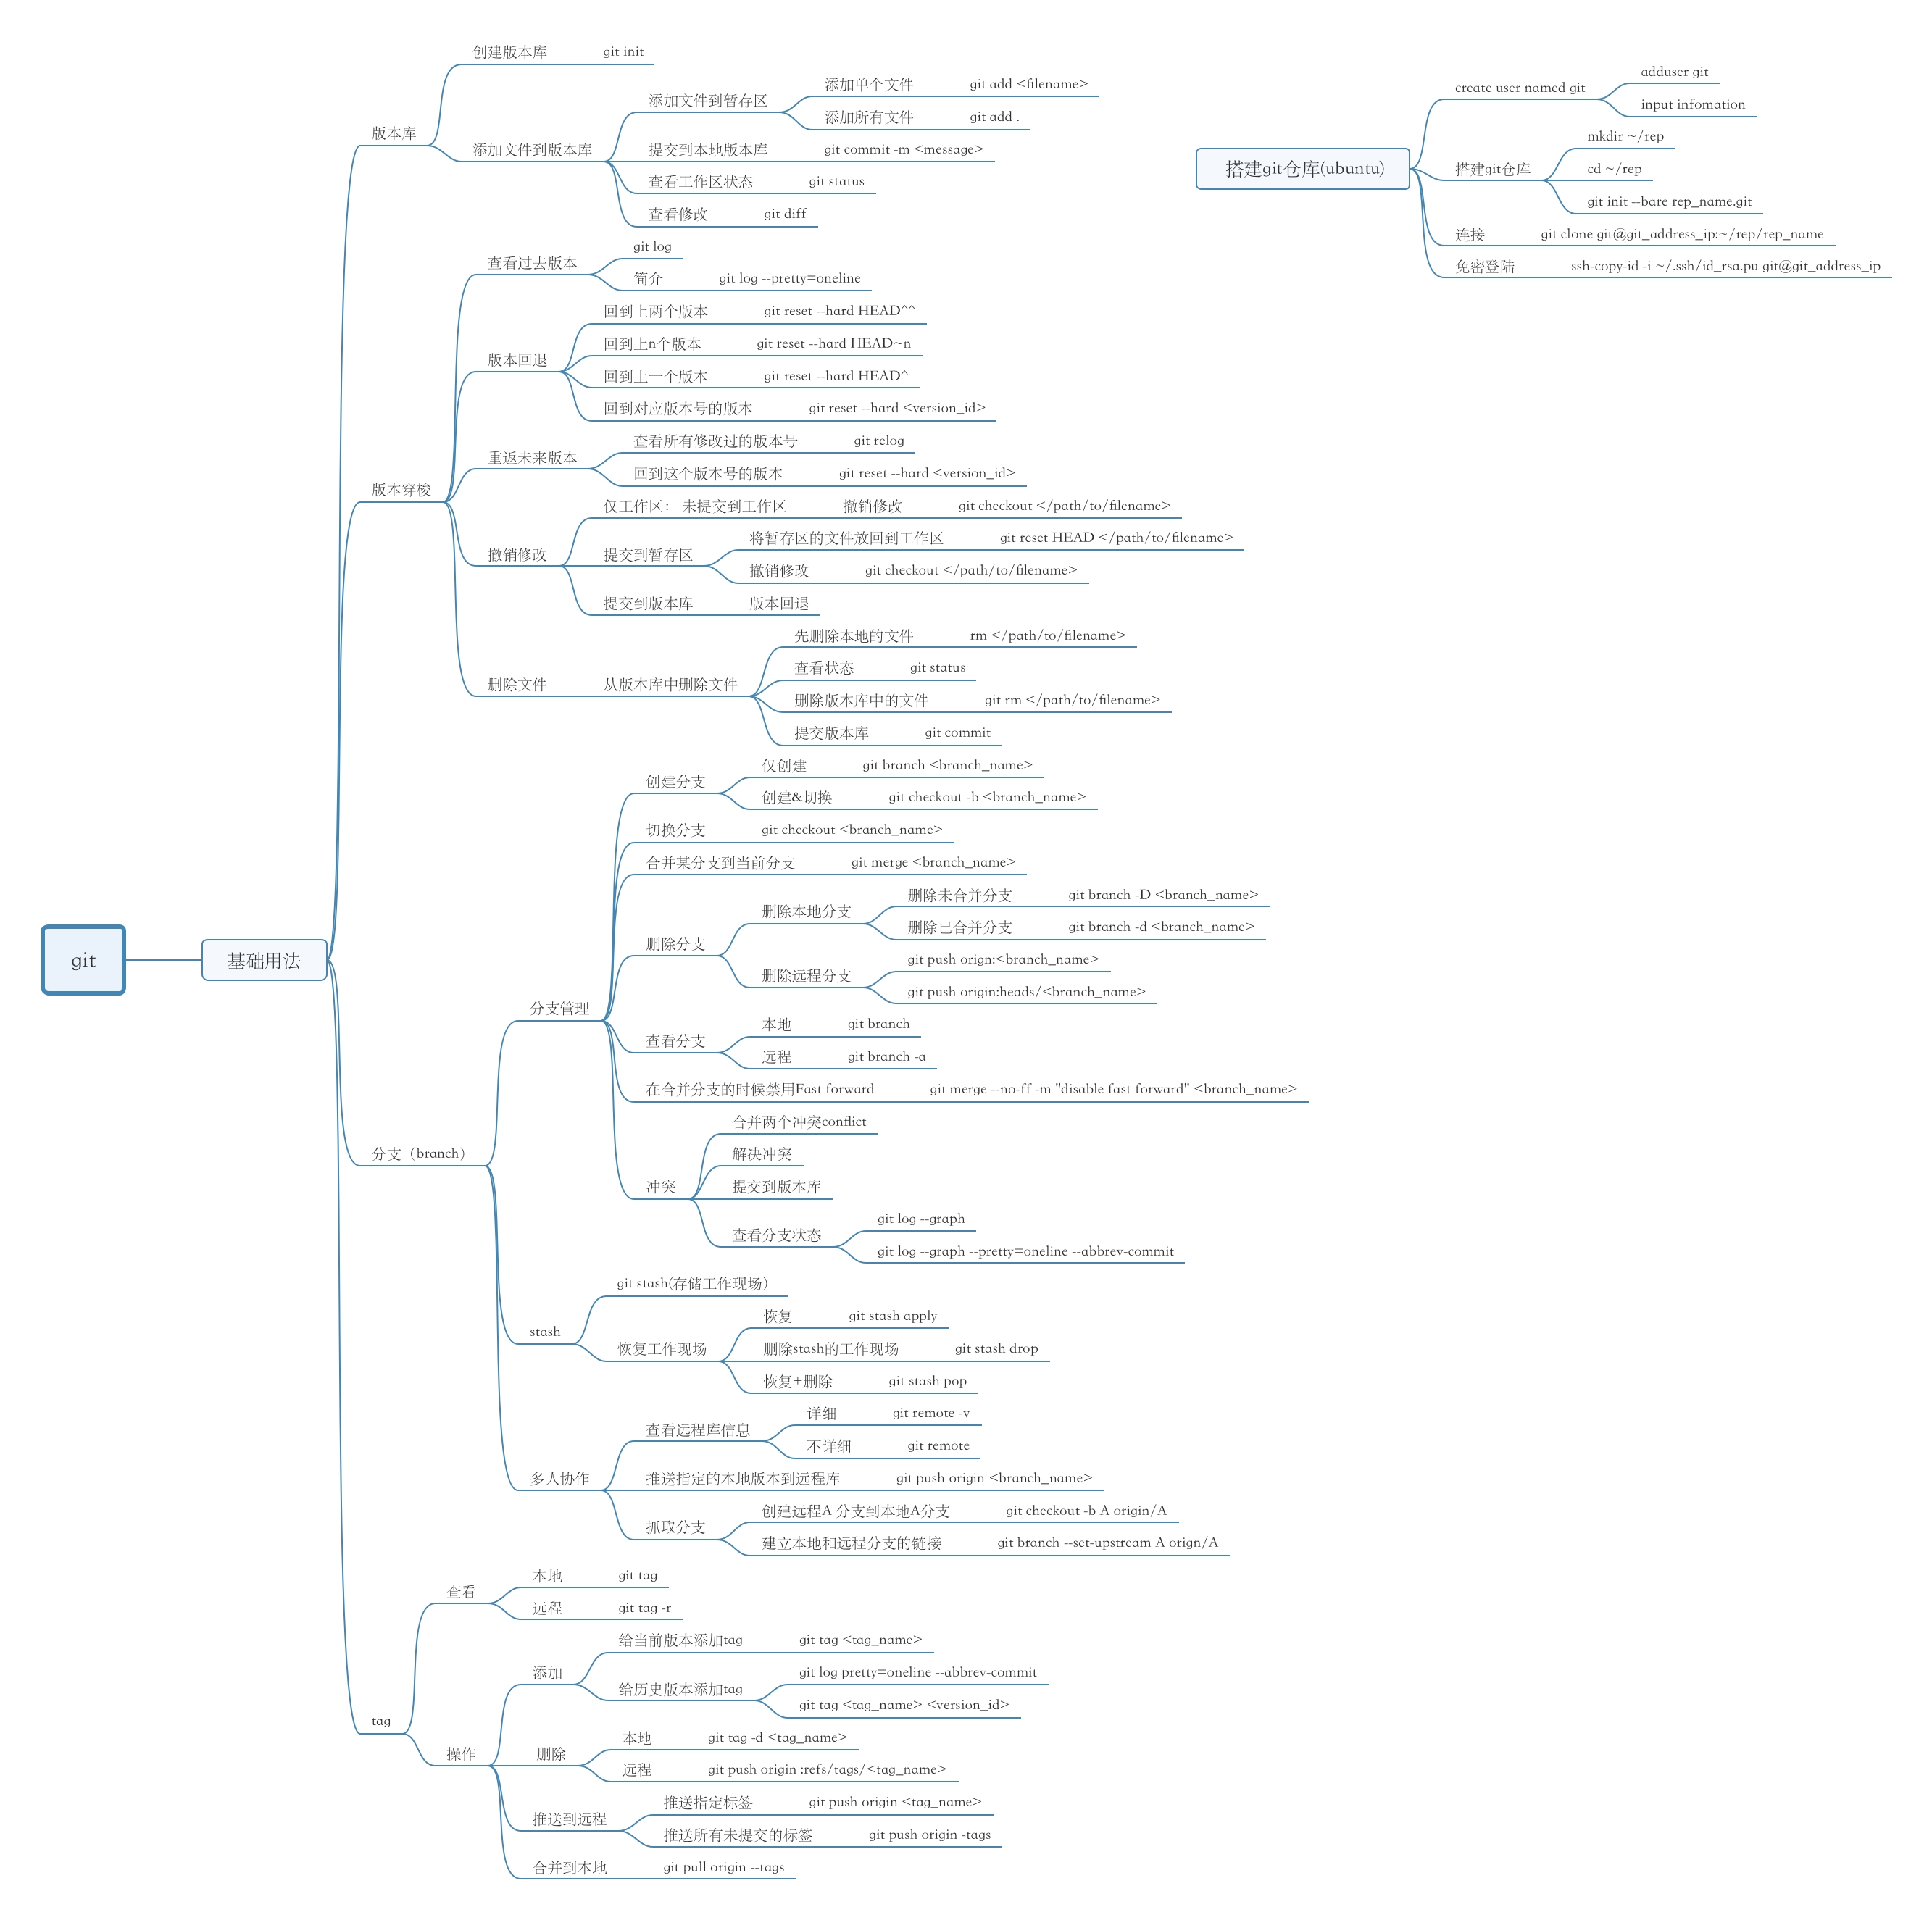 git
基础用法
版本库
创建版本库
git init
添加文件到版本库
添加文件到暂存区
添加单个文件
git add <filename>
添加所有文件
git add .
提交到本地版本库
git commit -m <message>
查看工作区状态
git status
查看修改
git diff
版本穿梭
查看过去版本
git log
简介
git log --pretty=oneline
版本回退
回到上两个版本
git reset --hard HEAD^^
回到上n个版本
git reset --hard HEAD~n
回到上一个版本
git reset --hard HEAD^
回到对应版本号的版本
git reset --hard <version_id>
重返未来版本
查看所有修改过的版本号
git relog
回到这个版本号的版本
git reset --hard <version_id>
撤销修改
仅工作区： 未提交到工作区
撤销修改
git checkout </path/to/filename>
提交到暂存区
将暂存区的文件放回到工作区
git reset HEAD </path/to/filename>
撤销修改
git checkout </path/to/filename>
提交到版本库
版本回退
删除文件
从版本库中删除文件
先删除本地的文件
rm </path/to/filename>
查看状态
git status
删除版本库中的文件
git rm </path/to/filename>
提交版本库
git commit
分支（branch）
分支管理
创建分支
仅创建
git branch <branch_name>
创建&切换
git checkout -b <branch_name>
切换分支
git checkout <branch_name>
合并某分支到当前分支
git merge <branch_name>
删除分支
删除本地分支
删除未合并分支
git branch -D <branch_name>
删除已合并分支
git branch -d <branch_name>
删除远程分支
git push orign:<branch_name>
git push origin:heads/<branch_name>
查看分支
本地
git branch
远程
git branch -a
在合并分支的时候禁用Fast forward
git merge --no-ff -m "disable fast forward" <branch_name>
冲突
合并两个冲突conflict
解决冲突
提交到版本库
查看分支状态
git log --graph
git log --graph --pretty=oneline --abbrev-commit
stash
git stash(存储工作现场）
恢复工作现场
恢复
git stash apply
删除stash的工作现场
git stash drop
恢复+删除
git stash pop
多人协作
查看远程库信息
详细
git remote -v
不详细
git remote
推送指定的本地版本到远程库
git push origin <branch_name>
抓取分支
创建远程A 分支到本地A分支
git checkout -b A origin/A
建立本地和远程分支的链接
git branch --set-upstream A orign/A
tag
查看
本地
git tag
远程
git tag -r
操作
添加
给当前版本添加tag
git tag <tag_name>
给历史版本添加tag
git log pretty=oneline --abbrev-commit
git tag <tag_name> <version_id>
删除
本地
git tag -d <tag_name>
远程
git push origin :refs/tags/<tag_name>
推送到远程
推送指定标签
git push origin <tag_name>
推送所有未提交的标签
git push origin -tags
合并到本地
git pull origin --tags
搭建git仓库(ubuntu)
create user named git
adduser git
input infomation
搭建git仓库
mkdir ~/rep
cd ~/rep
git init --bare rep_name.git
连接
git clone git@git_address_ip:~/rep/rep_name
免密登陆
ssh-copy-id -i ~/.ssh/id_rsa.pu git@git_address_ip